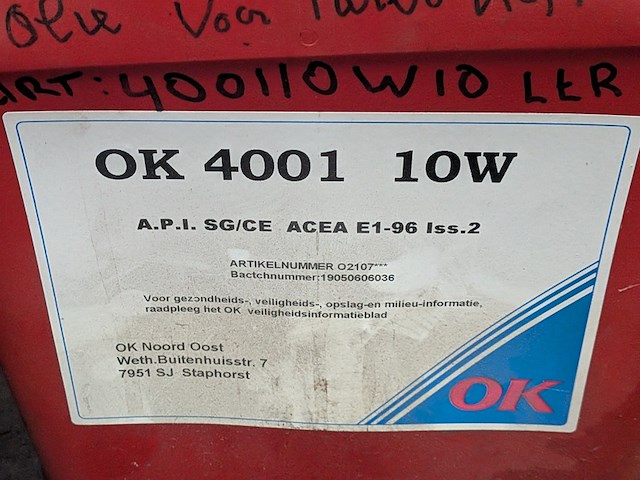 Olie Voor
ART: 400110W10 LER
OK 4001 10W
A.P.I. SG/CE ACEA E1-96 Iss.2
ARTIKELNUMMER O2107***
Bactchnummer:19050606036
Voor gezondheids-, veiligheids-, opslag-en milieu-informatie,
raadpleeg het OK veiligheidsinformatieblad
OK Noord Oost
Weth.Buitenhuisstr. 7
7951 SJ Staphorst
OK